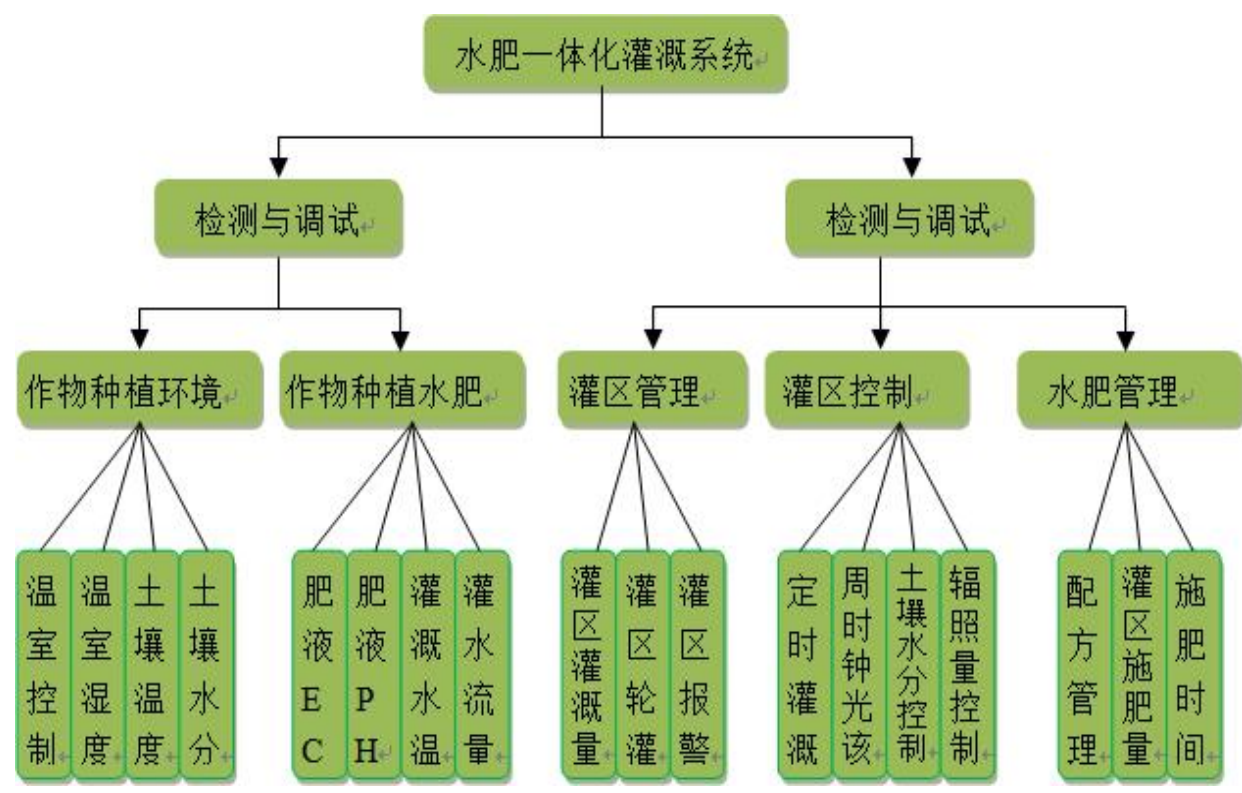 水肥一体化灌溉系统
检测与调试
检测与调试
作物种植环境
作物种植水肥
灌区管理
灌区控制
水肥管理
温室控制
温室湿度
土壤温度
土壤水分
肥液EC
肥液PH
灌溉水温
灌水流量
灌区灌溉量
灌区轮灌
灌区报警
定时灌溉
周时钟光该
土壤水分控制
辐照量控制
配方管理
灌区施肥量
施肥时间